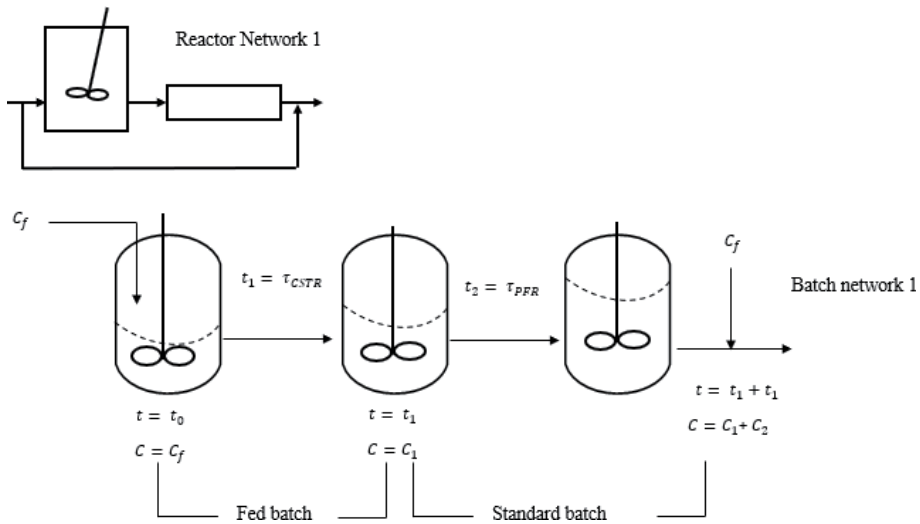 Reactor Network 1
C_f
t_1 = τ_CSTR
t_2 = τ_PFR
C_f
Batch network 1
t = t_0
C = C_f
t = t_1
C = C_1
t = t_1 + t_1
C = C_1+ C_2
Fed batch
Standard batch